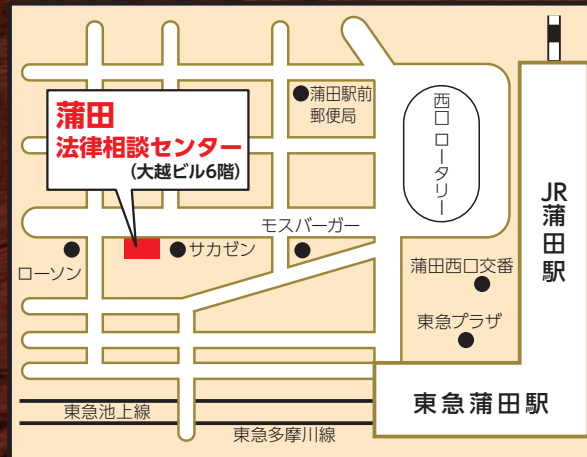 蒲田
法律相談センター
(大越ビル6階)
蒲田駅前
郵便局
西口 ロータリー
JR蒲田駅
モスバーガー
サカゼン
ローソン
蒲田西口交番
東急プラザ
東急蒲田駅
東急池上線
東急多摩川線